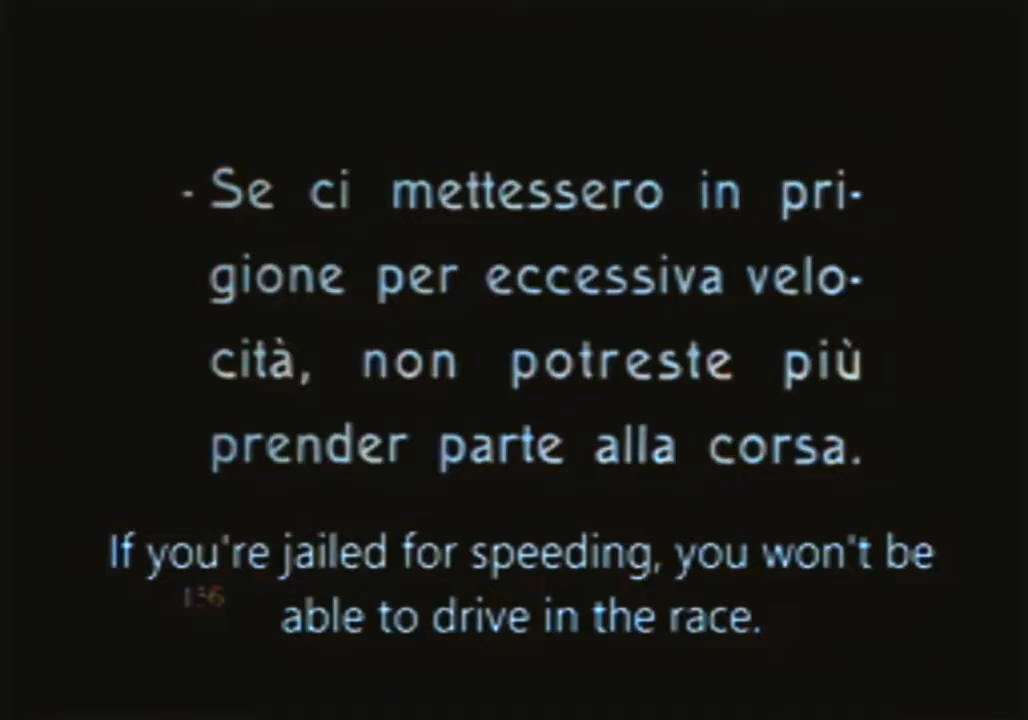 - Se ci mettessero in pri-
gione per eccessiva velo-
cità, non potreste più
prender parte alla corsa.
If you're jailed for speeding, you won't be
able to drive in the race.
136